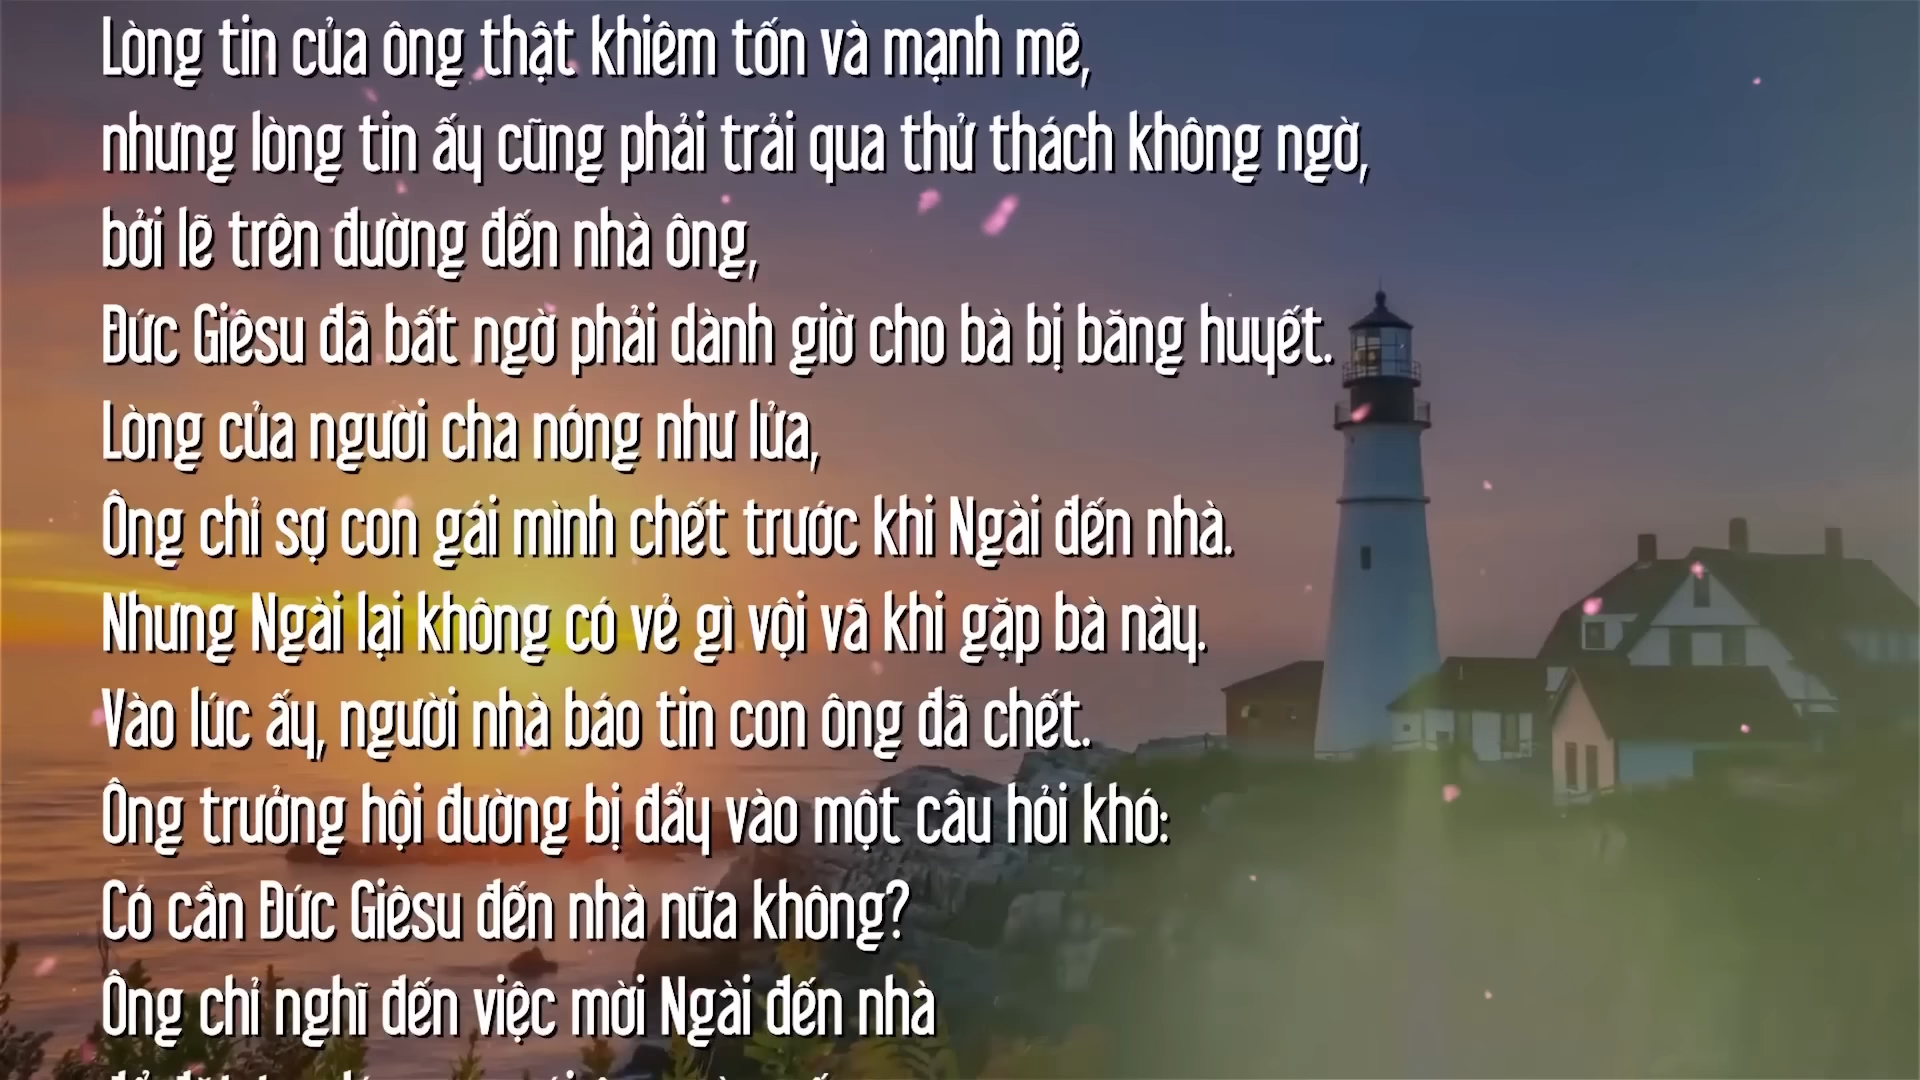 Lòng tin của ông thật khiêm tốn và mạnh mẽ,
nhưng lòng tin ấy cũng phải trải qua thử thách không ngờ,
bởi lẽ trên đường đến nhà ông,
Đức Giêsu đã bất ngờ phải dành giờ cho bà bị băng huyết.
Lòng của người cha nóng như lửa,
Ông chỉ sợ con gái mình chết trước khi Ngài đến nhà.
Nhưng Ngài lại không có vẻ gì vội vã khi gặp bà này.
Vào lúc ấy, người nhà báo tin con ông đã chết.
Ông trưởng hội đường bị đẩy vào một câu hỏi khó:
Có cần Đức Giêsu đến nhà nữa không?
Ông chỉ nghĩ đến việc mời Ngài đến nhà